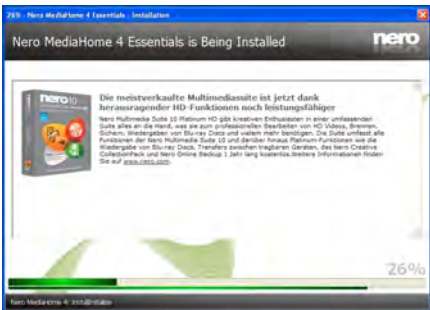 26% - Nero MediaHome 4 Essentials - Installation
Nero MediaHome 4 Essentials is Being Installed
nero
nero 10
Die meistverkaufte Multimediasuite ist jetzt dank
herausragender HD-Funktionen noch leistungsfähiger
Nero Multimedia Suite 10 Platinum HD gibt kreativen Enthusiasten in einer umfassenden
Suite alles an die Hand, was sie zum professionellen Bearbeiten von HD Videos, Brennen,
Sichern, Wiedergeben von Blu-ray Discs und vielem mehr benötigen. Die Suite umfasst alle
Funktionen der Nero Multimedia Suite 10 und darüber hinaus Platinum-Funktionen wie die
Wiedergabe von Blu-ray Discs, Transfers zwischen tragbaren Geräten, das Nero Creative
CollectionPack und Nero Online Backup 1 Jahr lang kostenlos.Weitere Informationen finden
Sie auf www.nero.com.
26%
Nero MediaHome 4: Installation